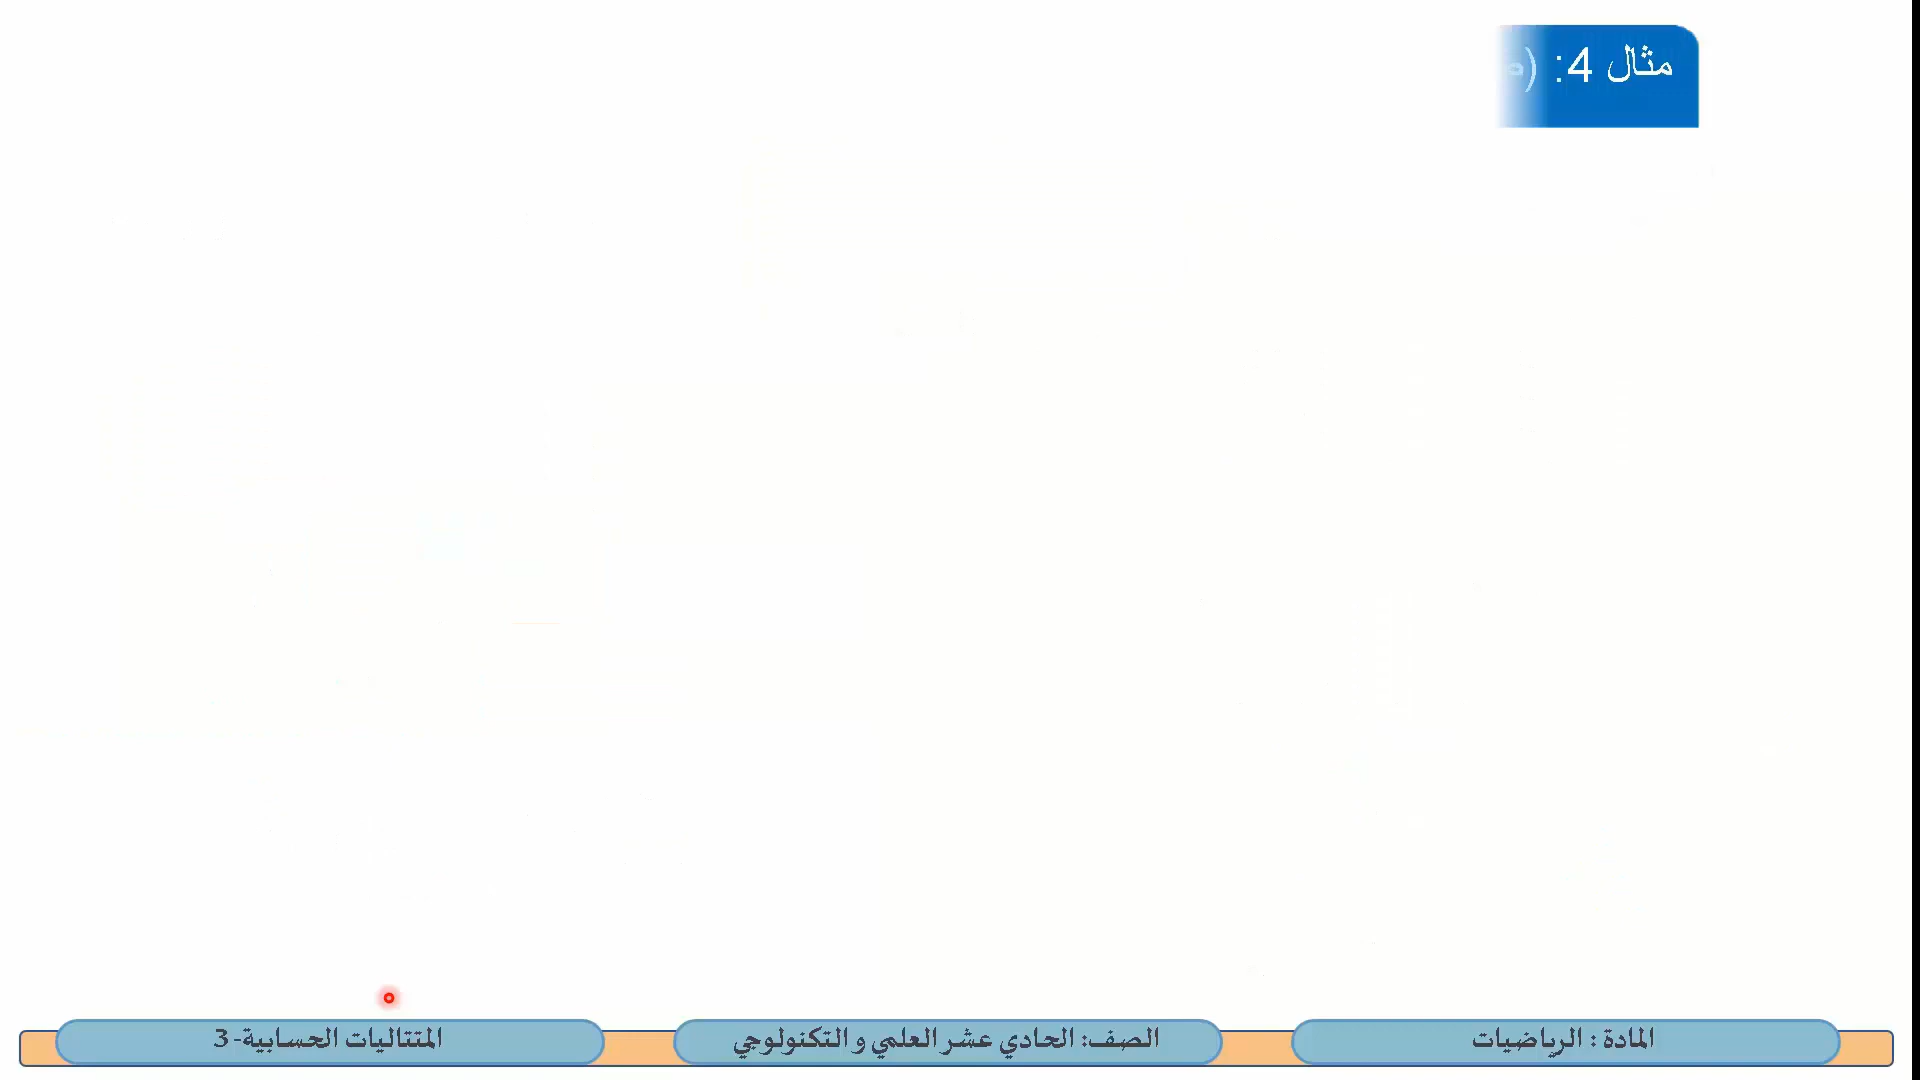 مثال 4: (
المادة : الرياضيات
الصف: الحادي عشر العلمي و التكنولوجي
المتتاليات الحسابية- 3